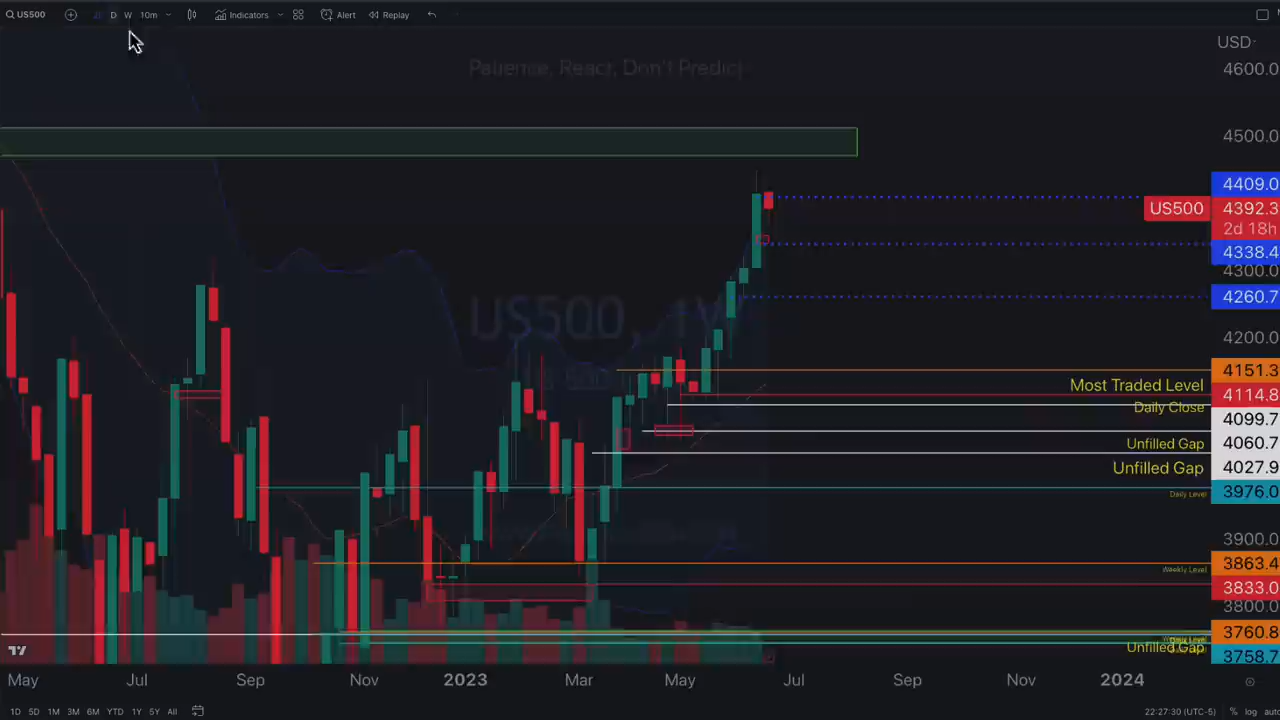 US500 D W 10m Indicators Alert Replay
USD
Patience, React, Don't Predict
4600.0
4500.0
4409.0
US500 4392.3
2d 18h
4338.4
4300.0
4260.7
US500, 1W
4200.0
4151.3
Most Traded Level
4114.8
Daily Close
4099.7
Unfilled Gap
4060.7
Unfilled Gap
4027.9
3976.0
Daily Level
3900.0
3863.4
Weekly Level
3833.0
3800.0
3760.8
Unfilled Gap
3758.7
May Jul Sep Nov 2023 Mar May Jul Sep Nov 2024
1D 5D 1M 3M 6M YTD 1Y 5Y All 22:27:30 (UTC-5) % log auto